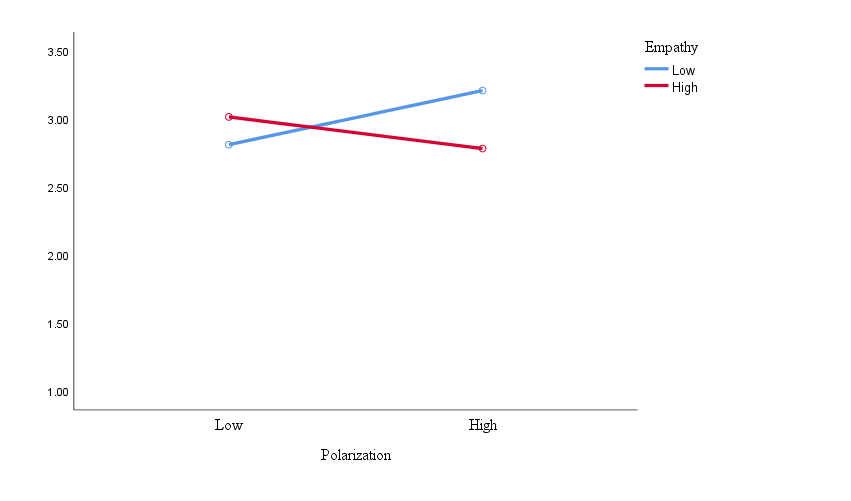 Empathy
Low
High
3.50
3.00
2.50
2.00
1.50
1.00
Low High
Polarization